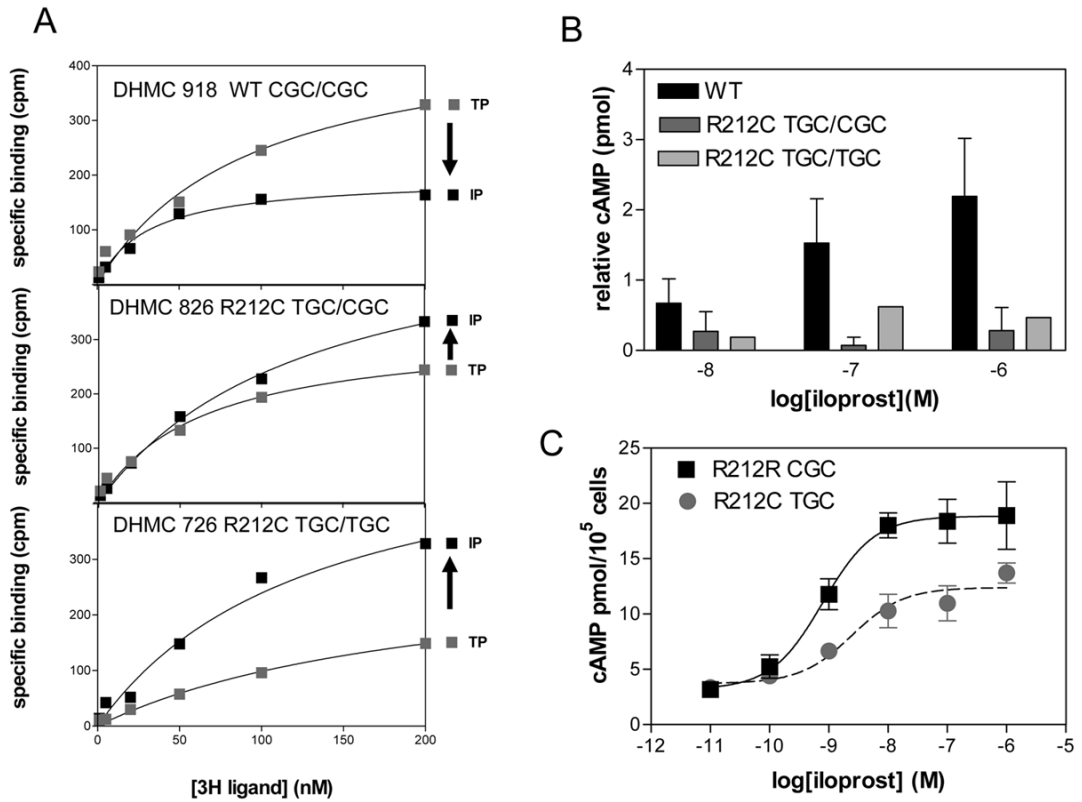 A
specific binding (cpm)
400
300
200
100
0
DHMC 918 WT CGC/CGC
TP
IP
specific binding (cpm)
300
200
100
DHMC 826 R212C TGC/CGC
IP
TP
specific binding (cpm)
300
200
100
0
DHMC 726 R212C TGC/TGC
IP
TP
0 50 100 150 200
[3H ligand] (nM)
B
relative cAMP (pmol)
4
3
2
1
0
WT
R212C TGC/CGC
R212C TGC/TGC
-8 -7 -6
log[iloprost](M)
C
cAMP pmol/10⁵ cells
25
20
15
10
5
0
R212R CGC
R212C TGC
-12 -11 -10 -9 -8 -7 -6 -5
log[iloprost] (M)